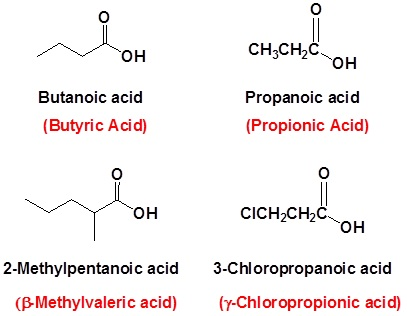 O
OH
Butanoic acid
(Butyric Acid)
O
CH₃CH₂C
OH
Propanoic acid
(Propionic Acid)
O
OH
2-Methylpentanoic acid
(β-Methylvaleric acid)
O
ClCH₂CH₂C
OH
3-Chloropropanoic acid
(γ-Chloropropionic acid)